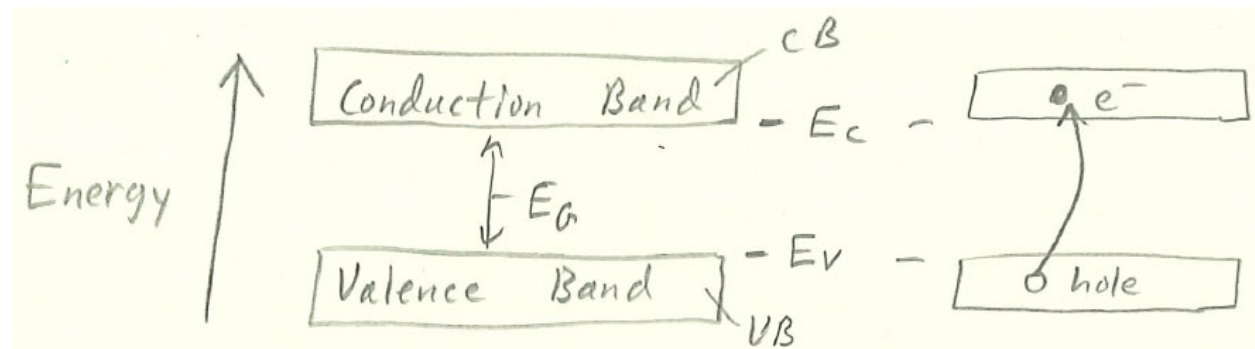 CB
Conduction Band
e⁻
- Ec -
Energy
EG
- Ev -
Valence Band
hole
VB